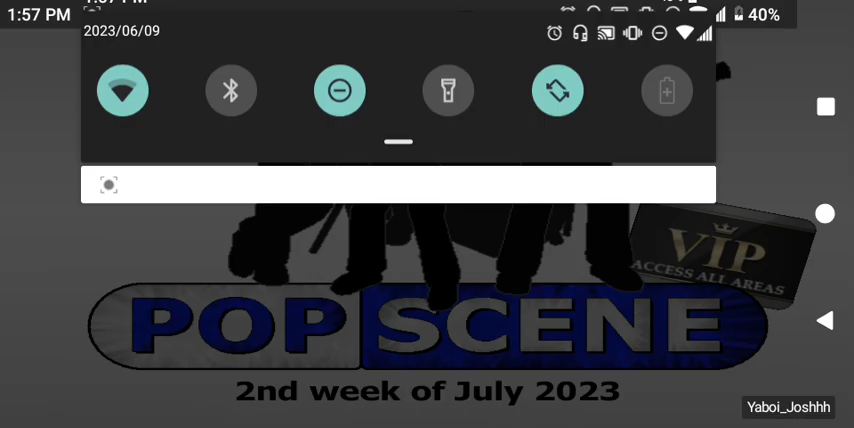 1:57 PM
40%
2023/06/09
VIP
ACCESS ALL AREAS
POP SCENE
2nd week of July 2023
Yaboi_Joshhh